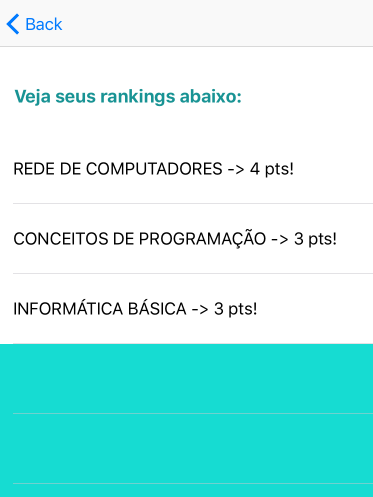 Back
Veja seus rankings abaixo:
REDE DE COMPUTADORES -> 4 pts!
CONCEITOS DE PROGRAMAÇÃO -> 3 pts!
INFORMÁTICA BÁSICA -> 3 pts!